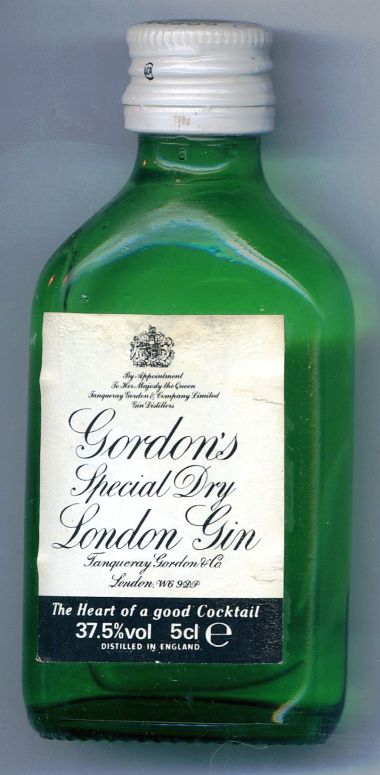 By Appointment
To Her Majesty the Queen
Tanqueray Gordon & Company Limited
Gin Distillers
Gordon's
Special Dry
London Gin
Tanqueray Gordon & Co
London W6 9DP
The Heart of a good Cocktail
37.5%vol 5cl e
DISTILLED IN ENGLAND